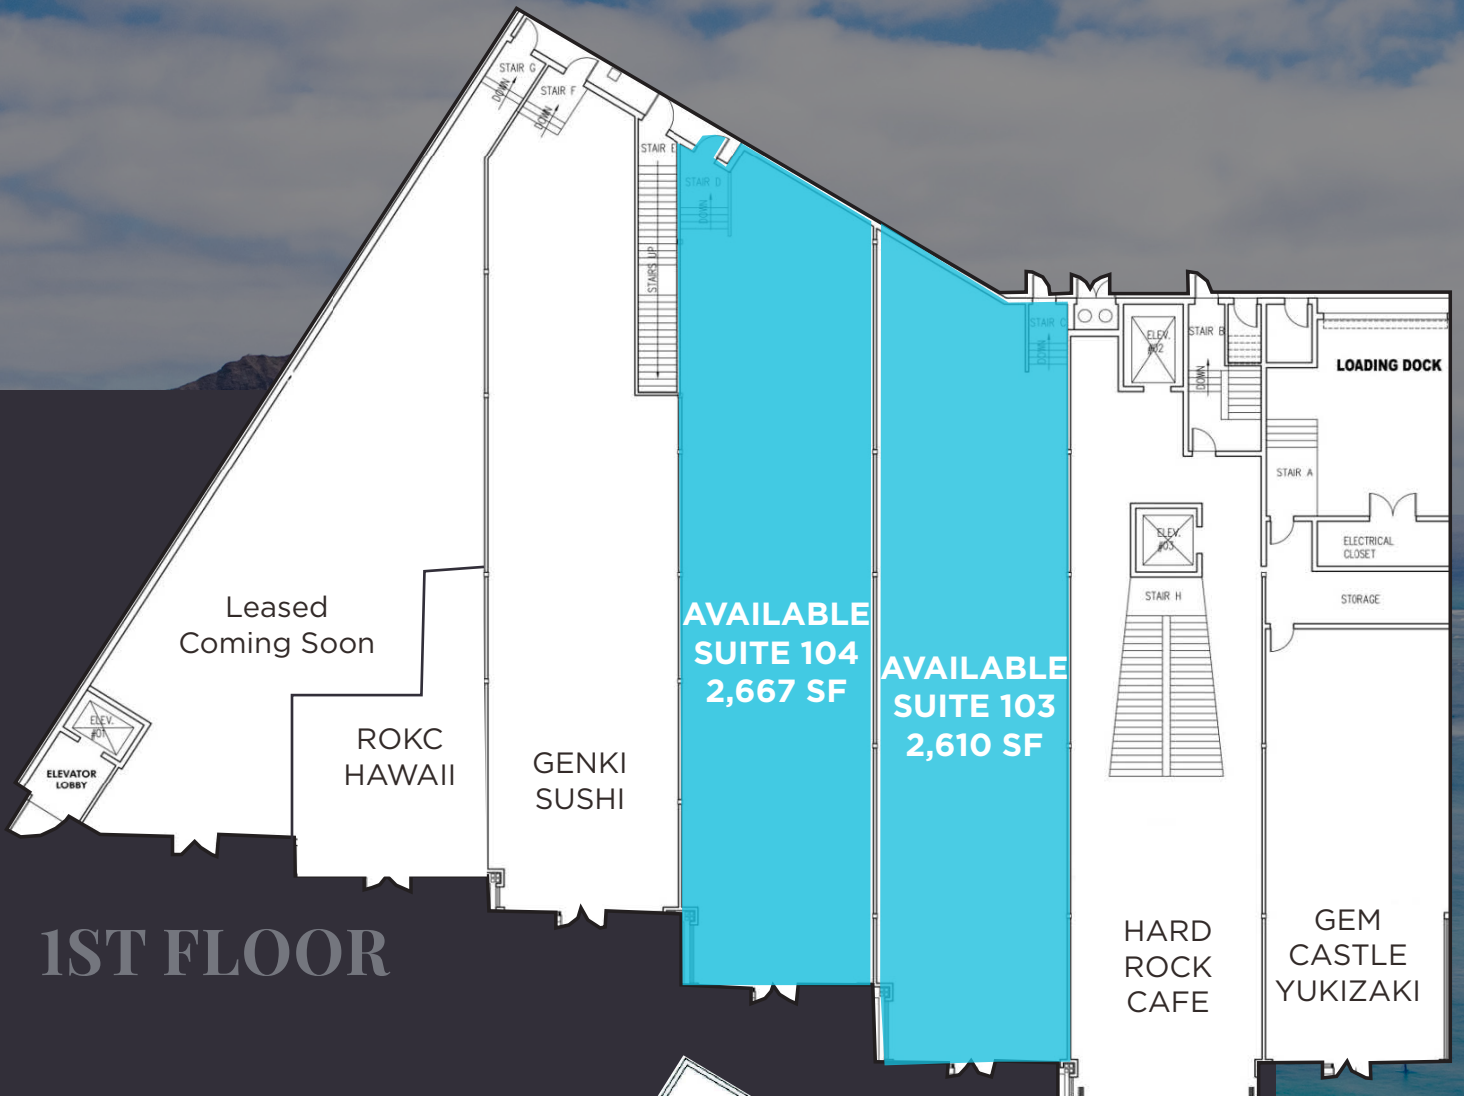 STAIR G
DOWN
STAIR F
DOWN
STAIR E
STAIRS UP
STAIR D
DOWN
STAIR C
DOWN
ELEV.
#02
STAIR B
DOWN
LOADING DOCK
STAIR A
ELEV.
#03
ELECTRICAL
CLOSET
STAIR H
STORAGE
Leased
Coming Soon
AVAILABLE
SUITE 104
2,667 SF
AVAILABLE
SUITE 103
2,610 SF
ELEV.
#01
ELEVATOR
LOBBY
ROKC
HAWAII
GENKI
SUSHI
HARD
ROCK
CAFE
GEM
CASTLE
YUKIZAKI
1ST FLOOR